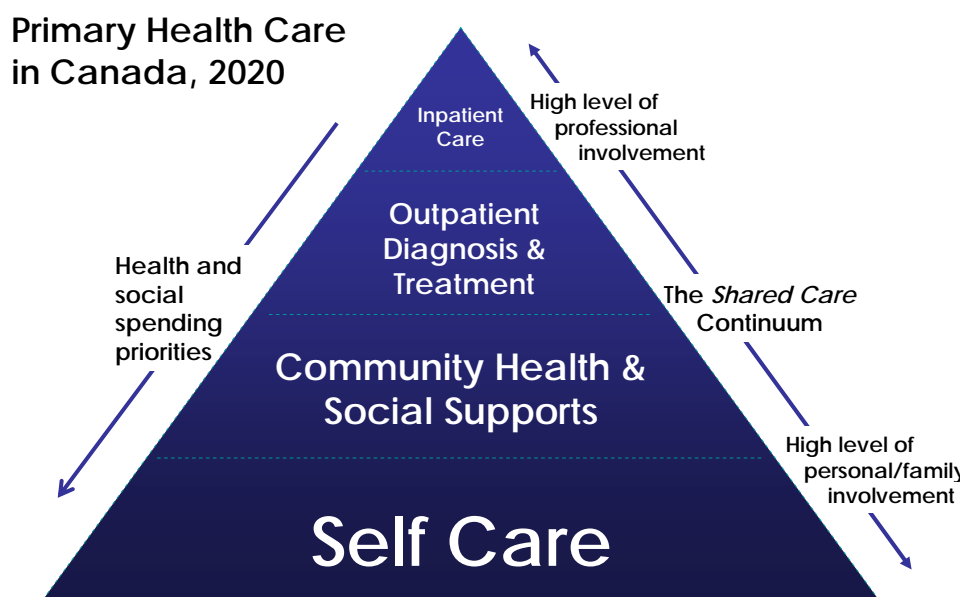 Primary Health Care
in Canada, 2020
Inpatient
Care
High level of
professional
involvement
Outpatient
Diagnosis &
Treatment
Health and
social
spending
priorities
The Shared Care
Continuum
Community Health &
Social Supports
High level of
personal/family
involvement
Self Care